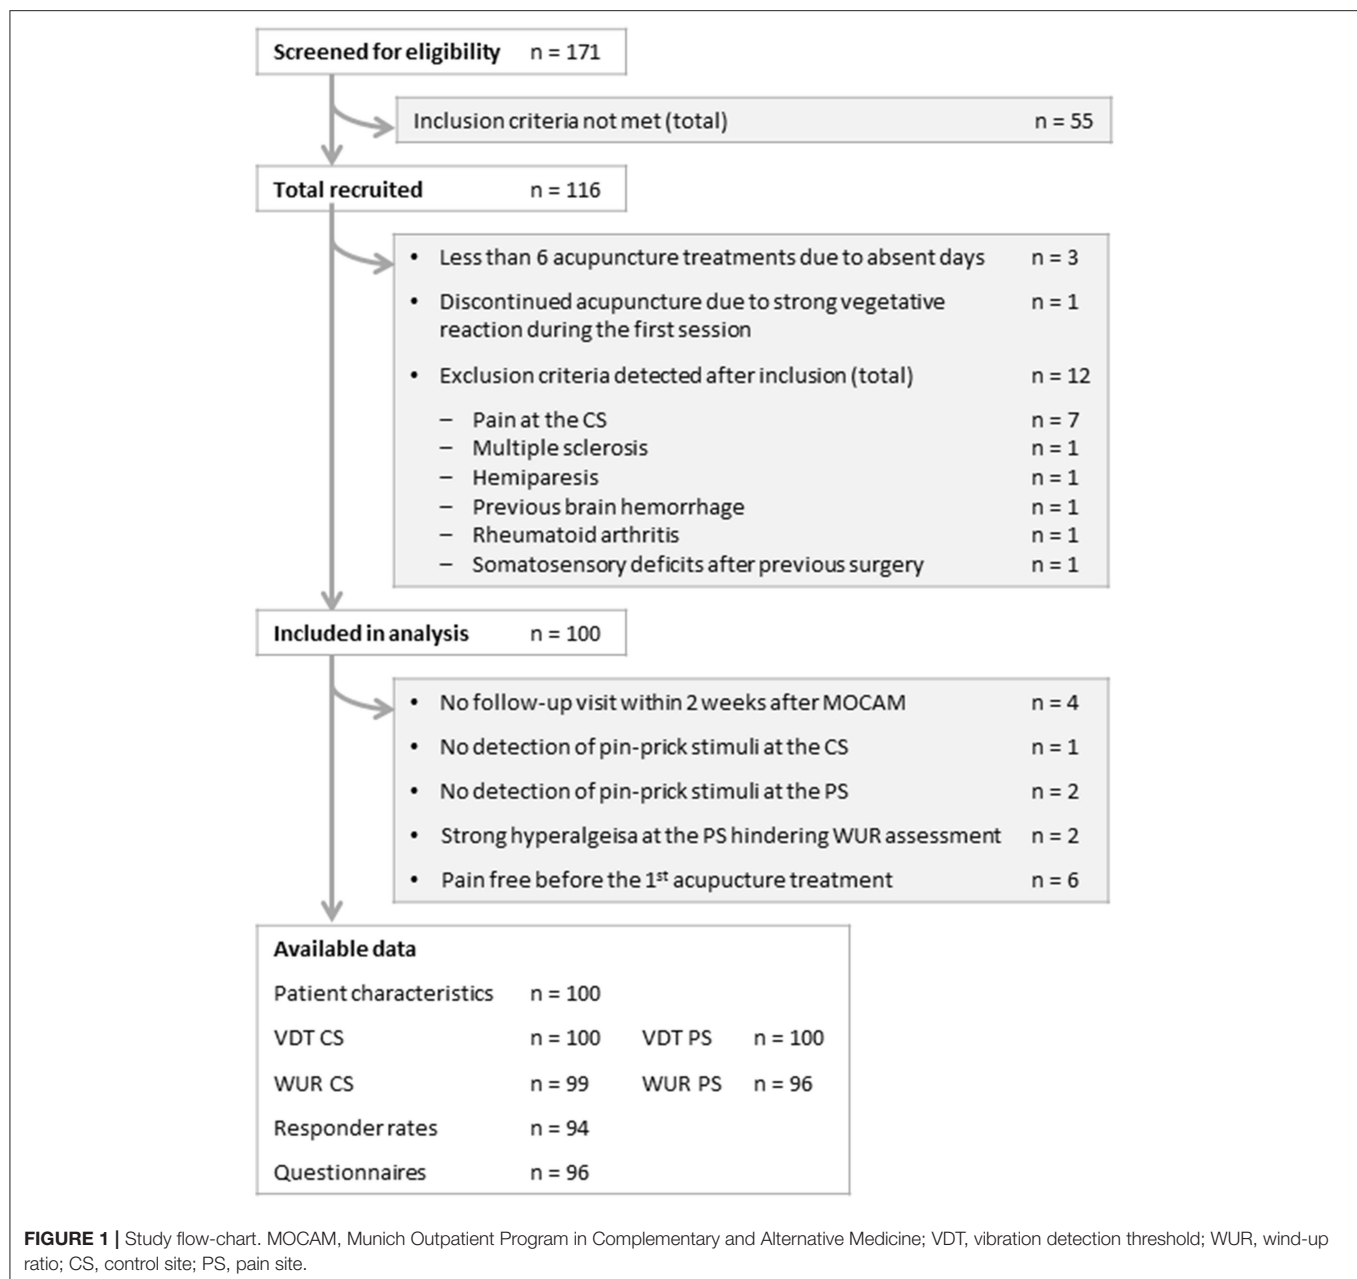 Screened for eligibility n = 171
Inclusion criteria not met (total) n = 55
Total recruited n = 116
• Less than 6 acupuncture treatments due to absent days n = 3
• Discontinued acupuncture due to strong vegetative n = 1
reaction during the first session
• Exclusion criteria detected after inclusion (total) n = 12
– Pain at the CS n = 7
– Multiple sclerosis n = 1
– Hemiparesis n = 1
– Previous brain hemorrhage n = 1
– Rheumatoid arthritis n = 1
– Somatosensory deficits after previous surgery n = 1
Included in analysis n = 100
• No follow-up visit within 2 weeks after MOCAM n = 4
• No detection of pin-prick stimuli at the CS n = 1
• No detection of pin-prick stimuli at the PS n = 2
• Strong hyperalgeisa at the PS hindering WUR assessment n = 2
• Pain free before the 1st acupucture treatment n = 6
Available data
Patient characteristics n = 100
VDT CS n = 100 VDT PS n = 100
WUR CS n = 99 WUR PS n = 96
Responder rates n = 94
Questionnaires n = 96
FIGURE 1 | Study flow-chart. MOCAM, Munich Outpatient Program in Complementary and Alternative Medicine; VDT, vibration detection threshold; WUR, wind-up
ratio; CS, control site; PS, pain site.